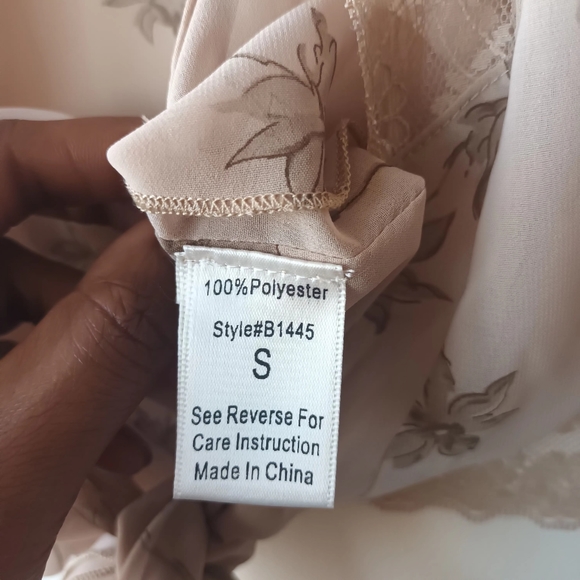 100%Polyester
Style#B1445
S
See Reverse For
Care Instruction
Made In China